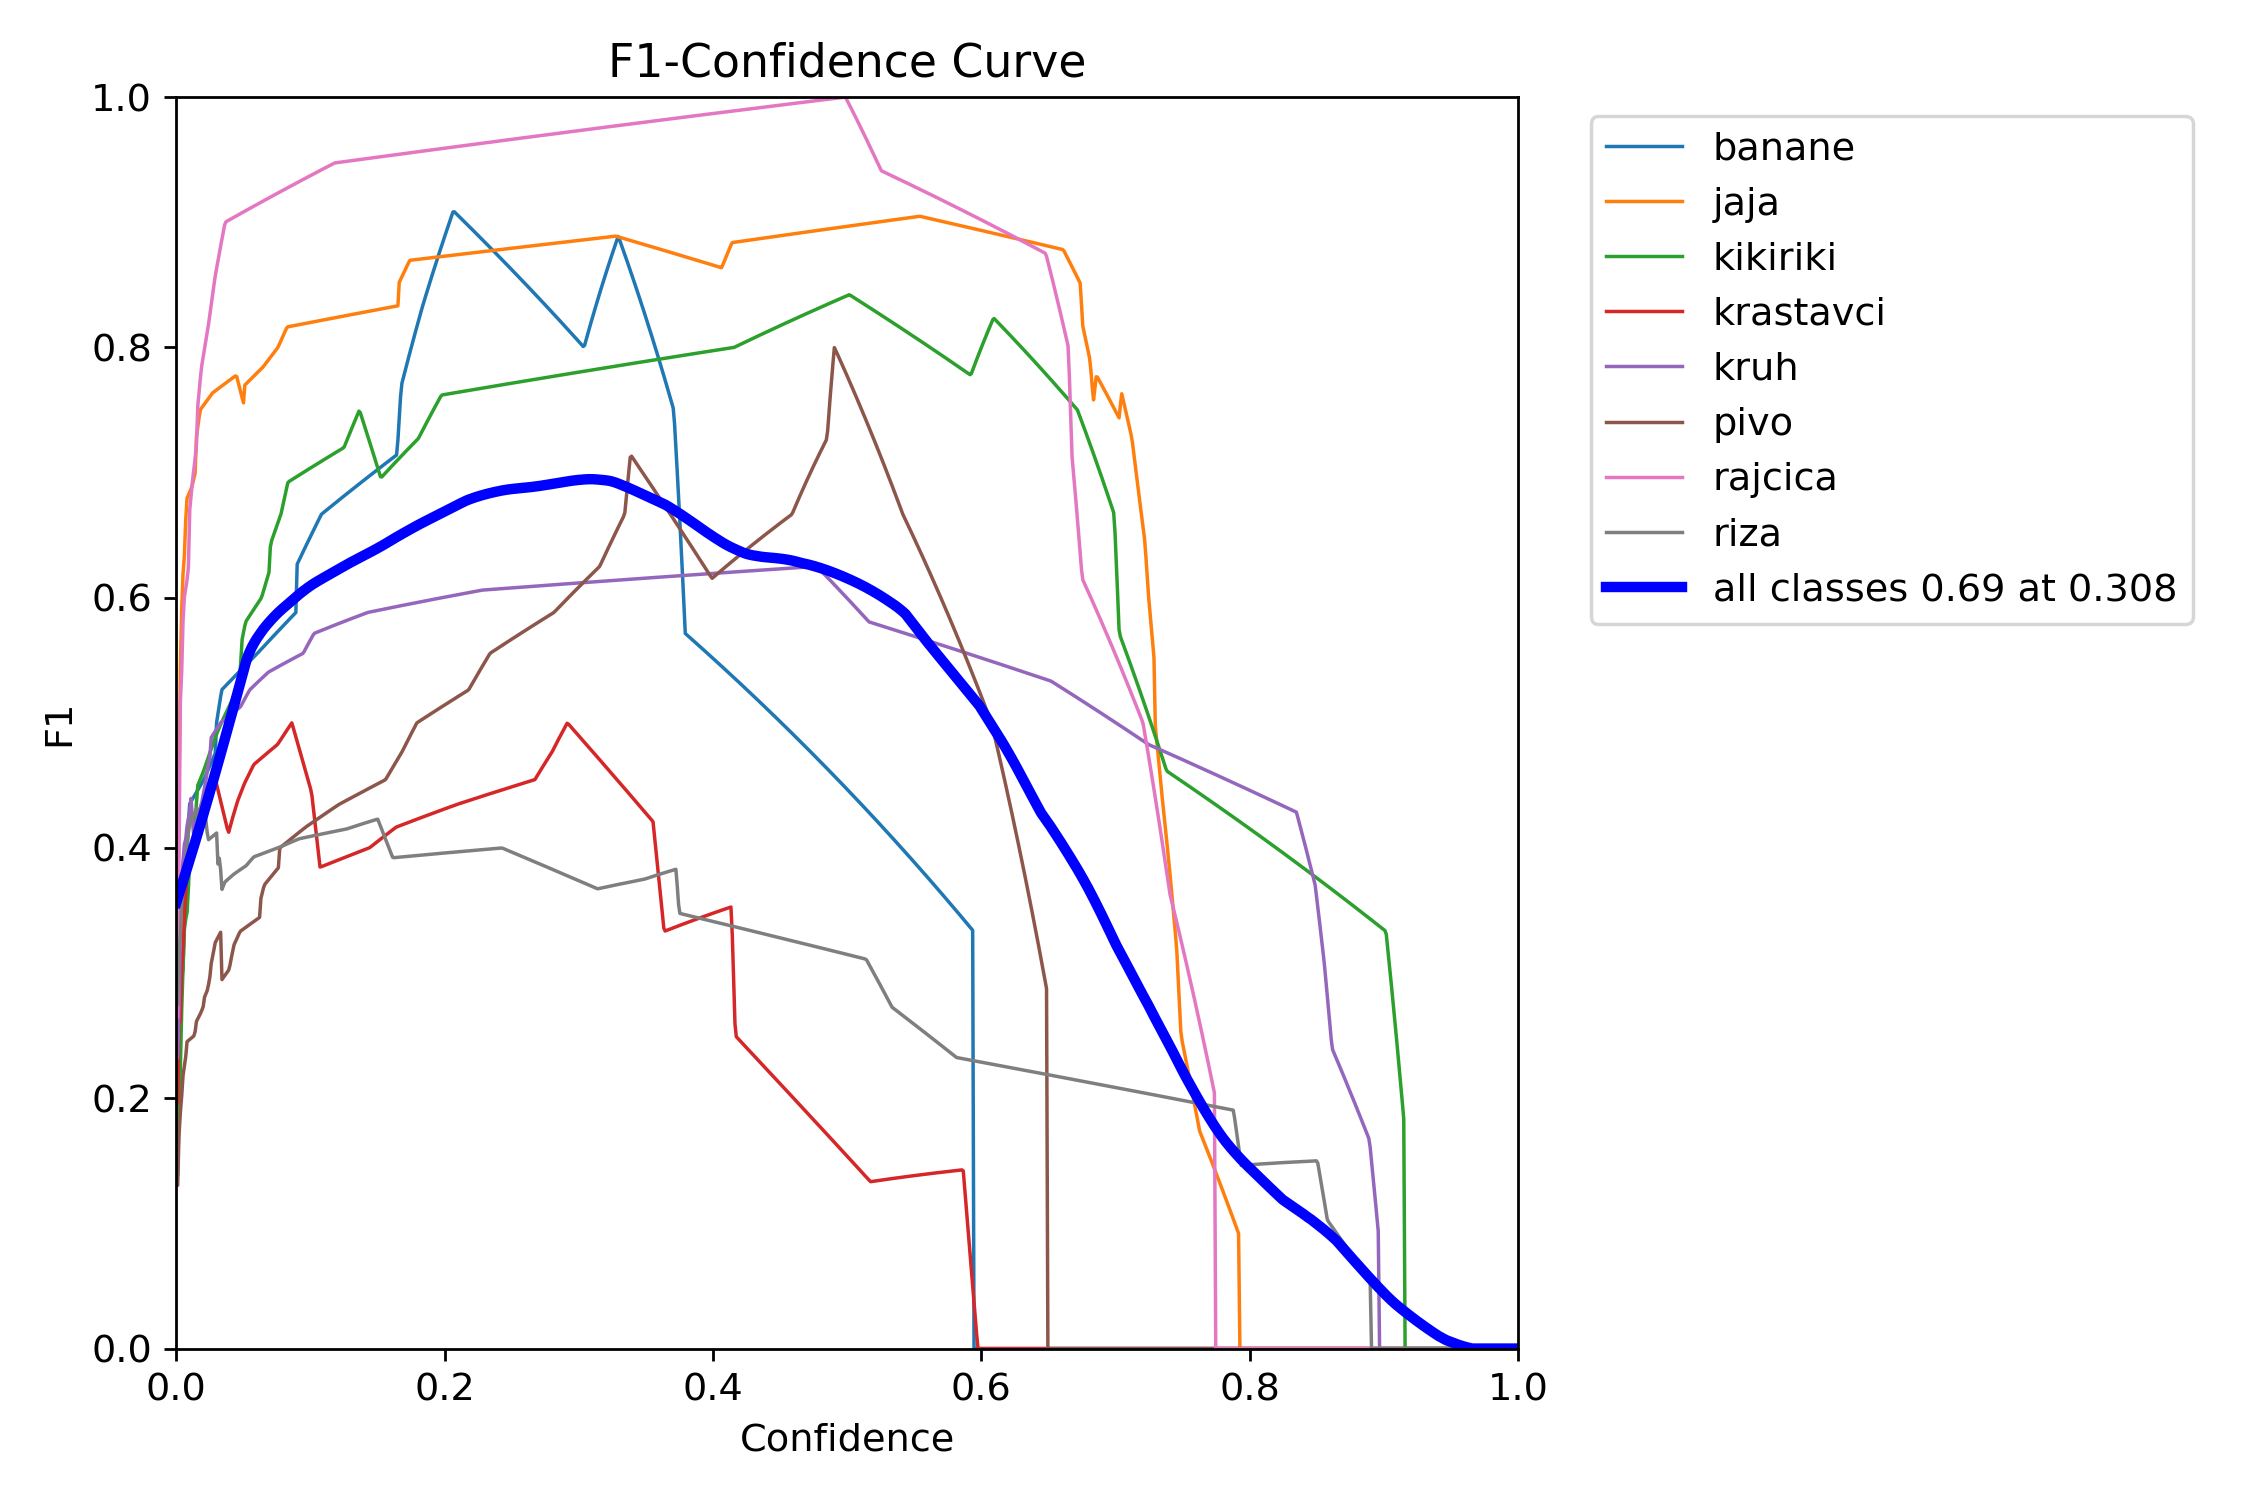 F1-Confidence Curve
1.0
0.8
0.6
0.4
0.2
0.0
F1
0.0 0.2 0.4 0.6 0.8 1.0
Confidence
banane
jaja
kikiriki
krastavci
kruh
pivo
rajcica
riza
all classes 0.69 at 0.308